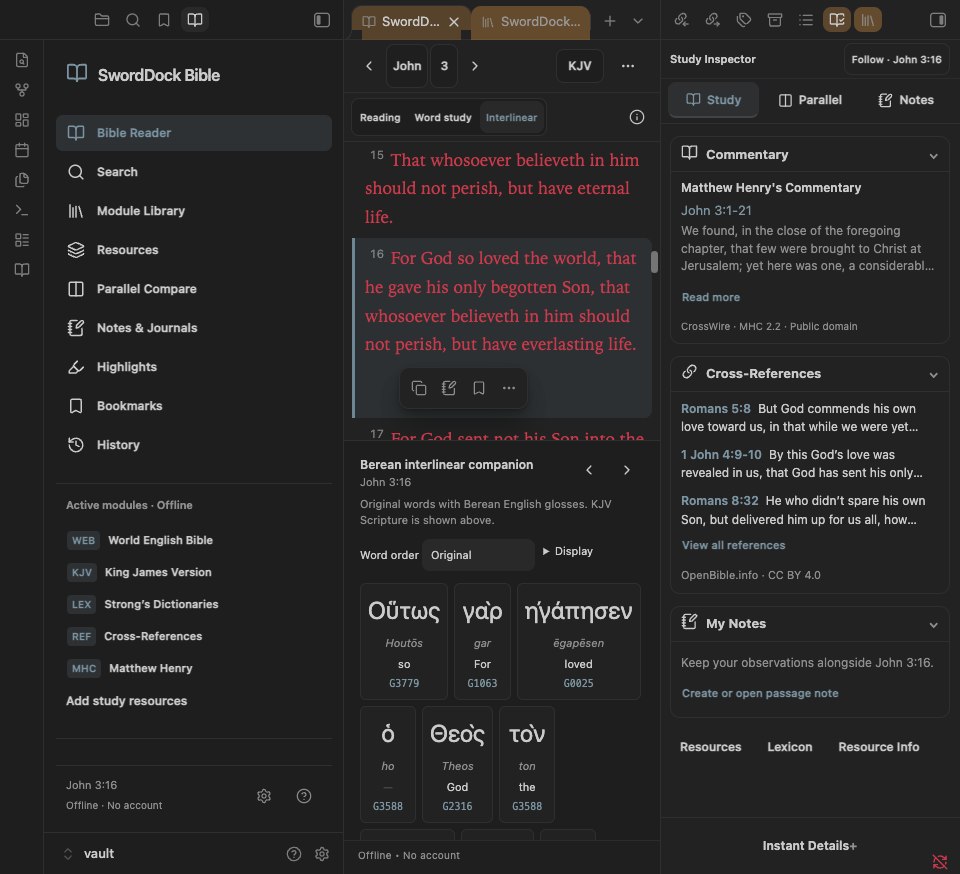 SwordD...
SwordDock...
SwordDock Bible
Bible Reader
Search
Module Library
Resources
Parallel Compare
Notes & Journals
Highlights
Bookmarks
History
Active modules · Offline
WEB World English Bible
KJV King James Version
LEX Strong's Dictionaries
REF Cross-References
MHC Matthew Henry
Add study resources
John 3:16
Offline · No account
vault
John 3 KJV
Reading Word study Interlinear
15 That whosoever believeth in him
should not perish, but have eternal
life.
16 For God so loved the world, that
he gave his only begotten Son, that
whosoever believeth in him should
not perish, but have everlasting life.
17 For God sent not his Son into the
Berean interlinear companion
John 3:16
Original words with Berean English glosses. KJV
Scripture is shown above.
Word order Original Display
Οὕτως γὰρ ἠγάπησεν
Houtōs gar ēgapēsen
so For loved
G3779 G1063 G0025
ὁ Θεὸς τὸν
ho Theos ton
— God the
G3588 G2316 G3588
Offline · No account
Study Inspector
Follow · John 3:16
Study Parallel Notes
Commentary
Matthew Henry's Commentary
John 3:1-21
We found, in the close of the foregoing
chapter, that few were brought to Christ at
Jerusalem; yet here was one, a considerabl...
Read more
CrossWire · MHC 2.2 · Public domain
Cross-References
Romans 5:8 But God commends his own
love toward us, in that while we were yet...
1 John 4:9-10 By this God's love was
revealed in us, that God has sent his only...
Romans 8:32 He who didn't spare his own
Son, but delivered him up for us all, how...
View all references
OpenBible.info · CC BY 4.0
My Notes
Keep your observations alongside John 3:16.
Create or open passage note
Resources Lexicon Resource Info
Instant Details+